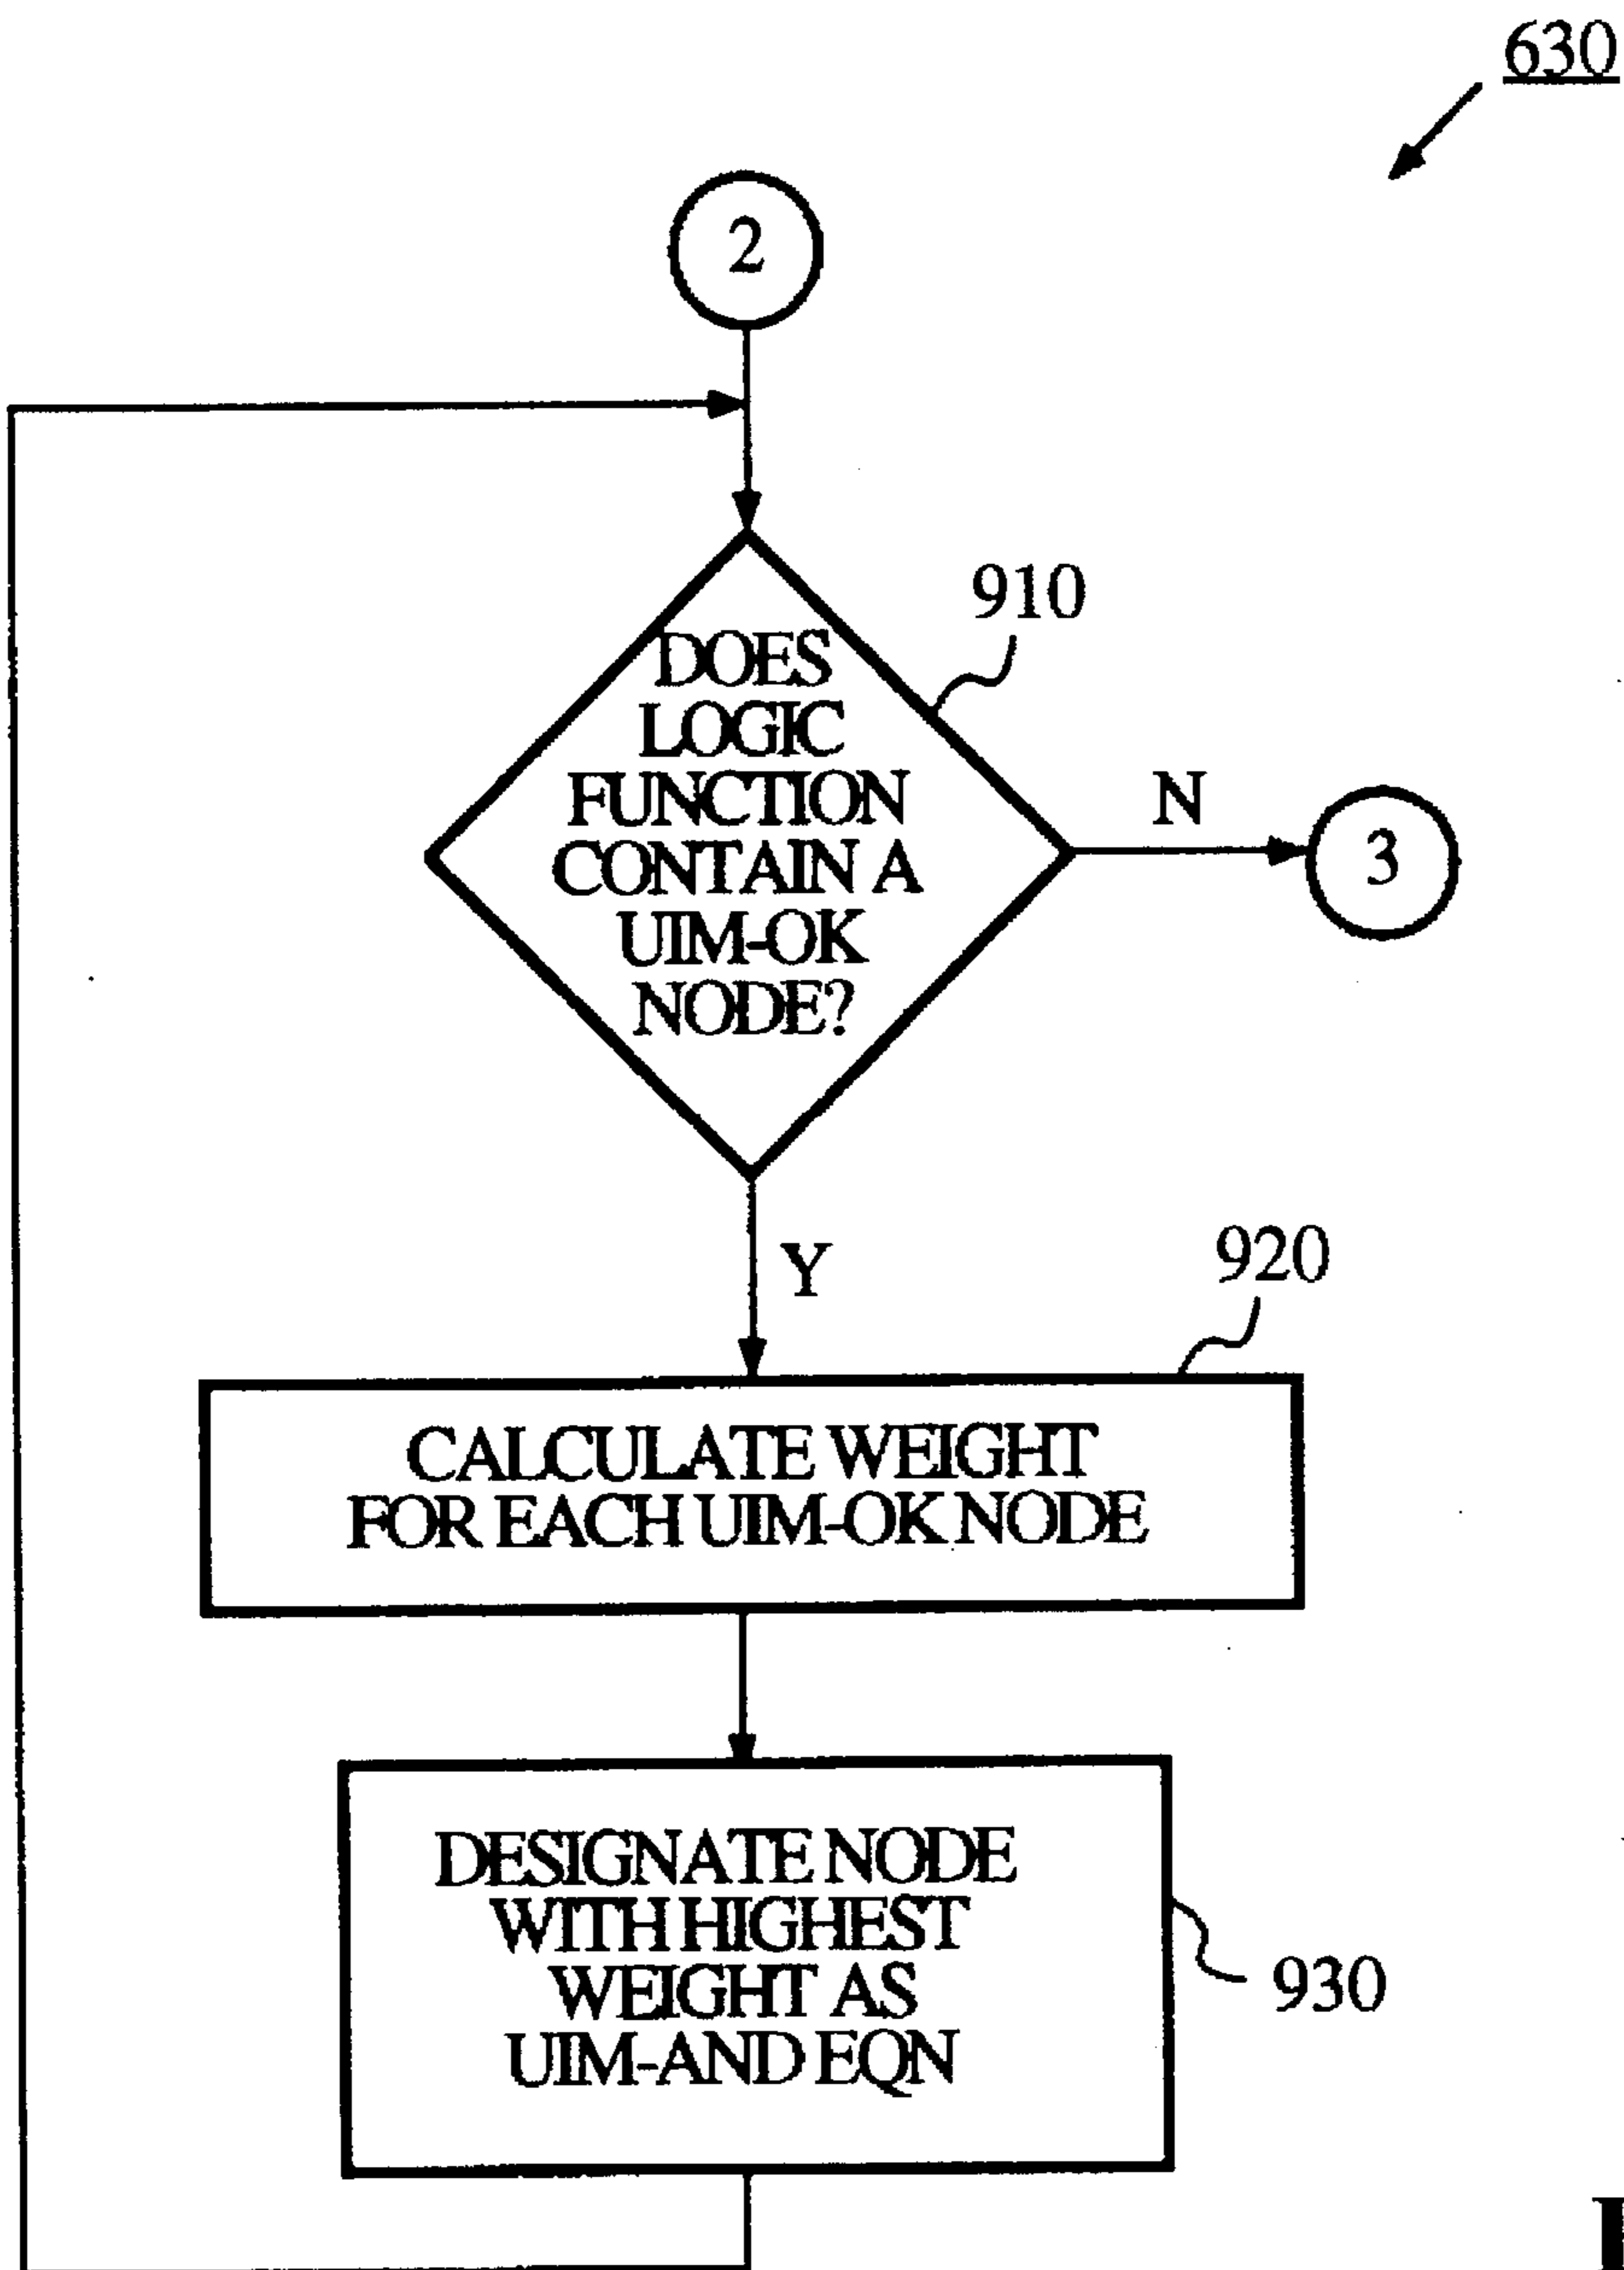 630
2
910
DOES
LOGIC
FUNCTION
CONTAIN A
UIM-OK
NODE?
N
3
Y
920
CALCULATE WEIGHT
FOR EACH UIM-OK NODE
DESIGNATE NODE
WITH HIGHEST
WEIGHT AS
UIM-AND EQN
930